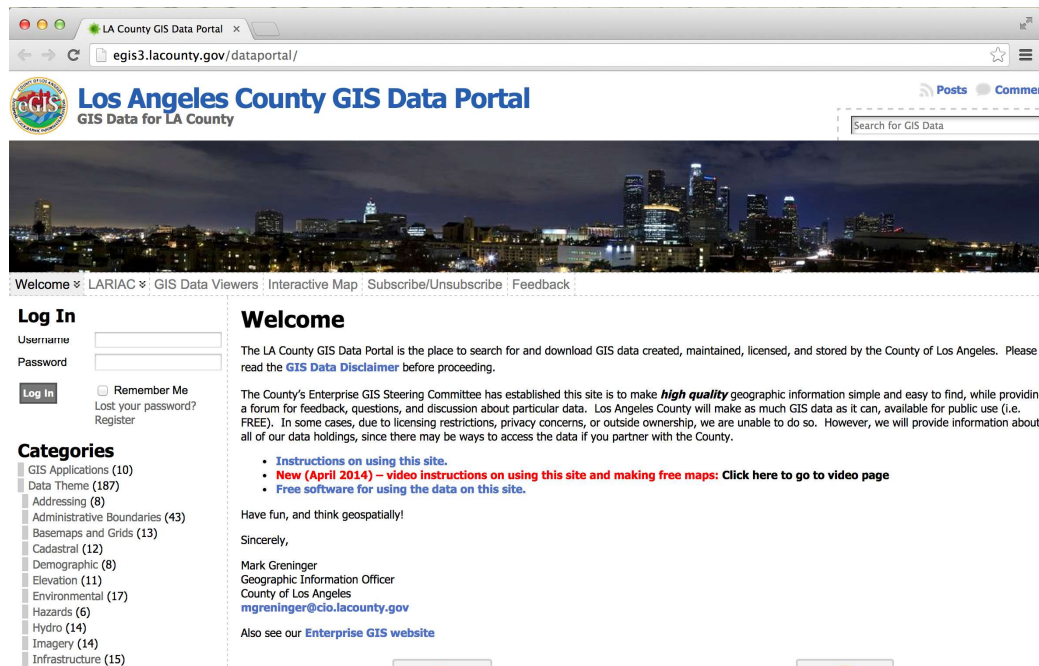 LA County GIS Data Portal
egis3.lacounty.gov/dataportal/
eGIS
Los Angeles County GIS Data Portal
GIS Data for LA County
Posts Commen
Search for GIS Data
Welcome LARIAC GIS Data Viewers Interactive Map Subscribe/Unsubscribe Feedback
Log In
Username
Password
Log In
Remember Me
Lost your password?
Register
Categories
GIS Applications (10)
Data Theme (187)
Addressing (8)
Administrative Boundaries (43)
Basemaps and Grids (13)
Cadastral (12)
Demographic (8)
Elevation (11)
Environmental (17)
Hazards (6)
Hydro (14)
Imagery (14)
Infrastructure (15)
Welcome
The LA County GIS Data Portal is the place to search for and download GIS data created, maintained, licensed, and stored by the County of Los Angeles. Please
read the GIS Data Disclaimer before proceeding.
The County's Enterprise GIS Steering Committee has established this site is to make high quality geographic information simple and easy to find, while providin
a forum for feedback, questions, and discussion about particular data. Los Angeles County will make as much GIS data as it can, available for public use (i.e.
FREE). In some cases, due to licensing restrictions, privacy concerns, or outside ownership, we are unable to do so. However, we will provide information about
all of our data holdings, since there may be ways to access the data if you partner with the County.
• Instructions on using this site.
• New (April 2014) – video instructions on using this site and making free maps: Click here to go to video page
• Free software for using the data on this site.
Have fun, and think geospatially!
Sincerely,
Mark Greninger
Geographic Information Officer
County of Los Angeles
mgreninger@cio.lacounty.gov
Also see our Enterprise GIS website